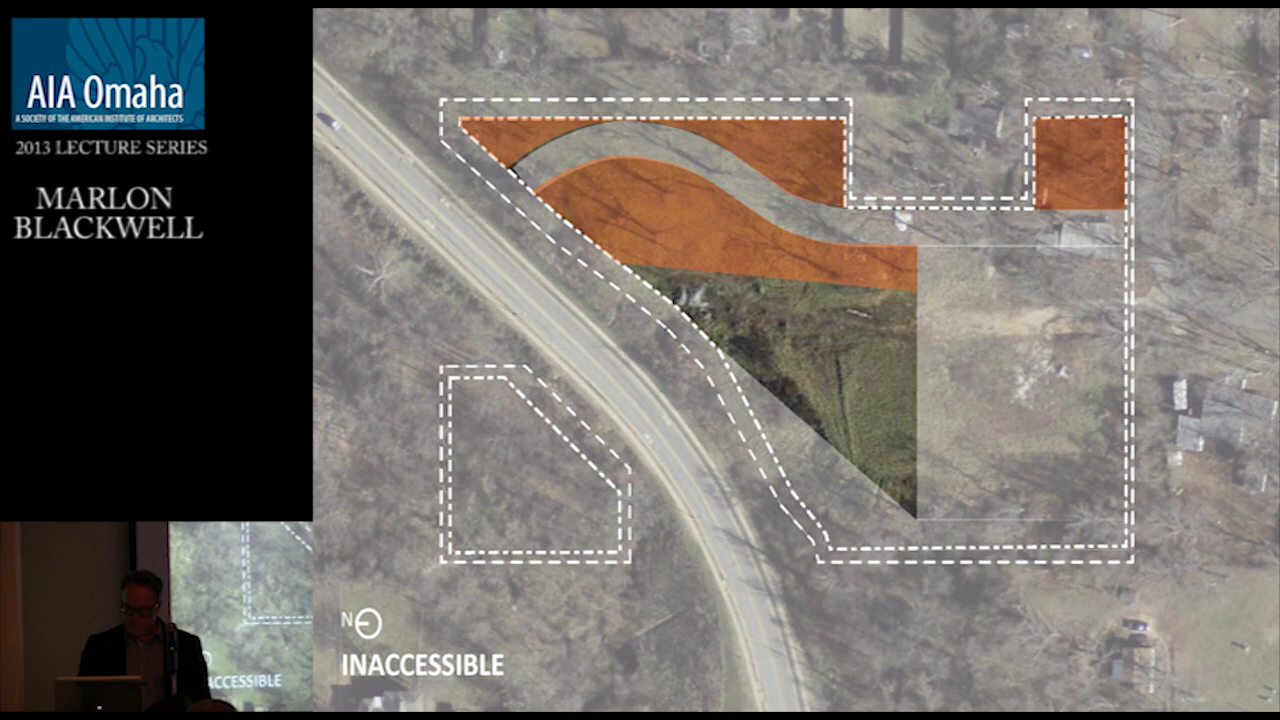 AIA Omaha
A SOCIETY OF THE AMERICAN INSTITUTE OF ARCHITECTS
2013 LECTURE SERIES
MARLON
BLACKWELL
N
INACCESSIBLE
ACCESSIBLE